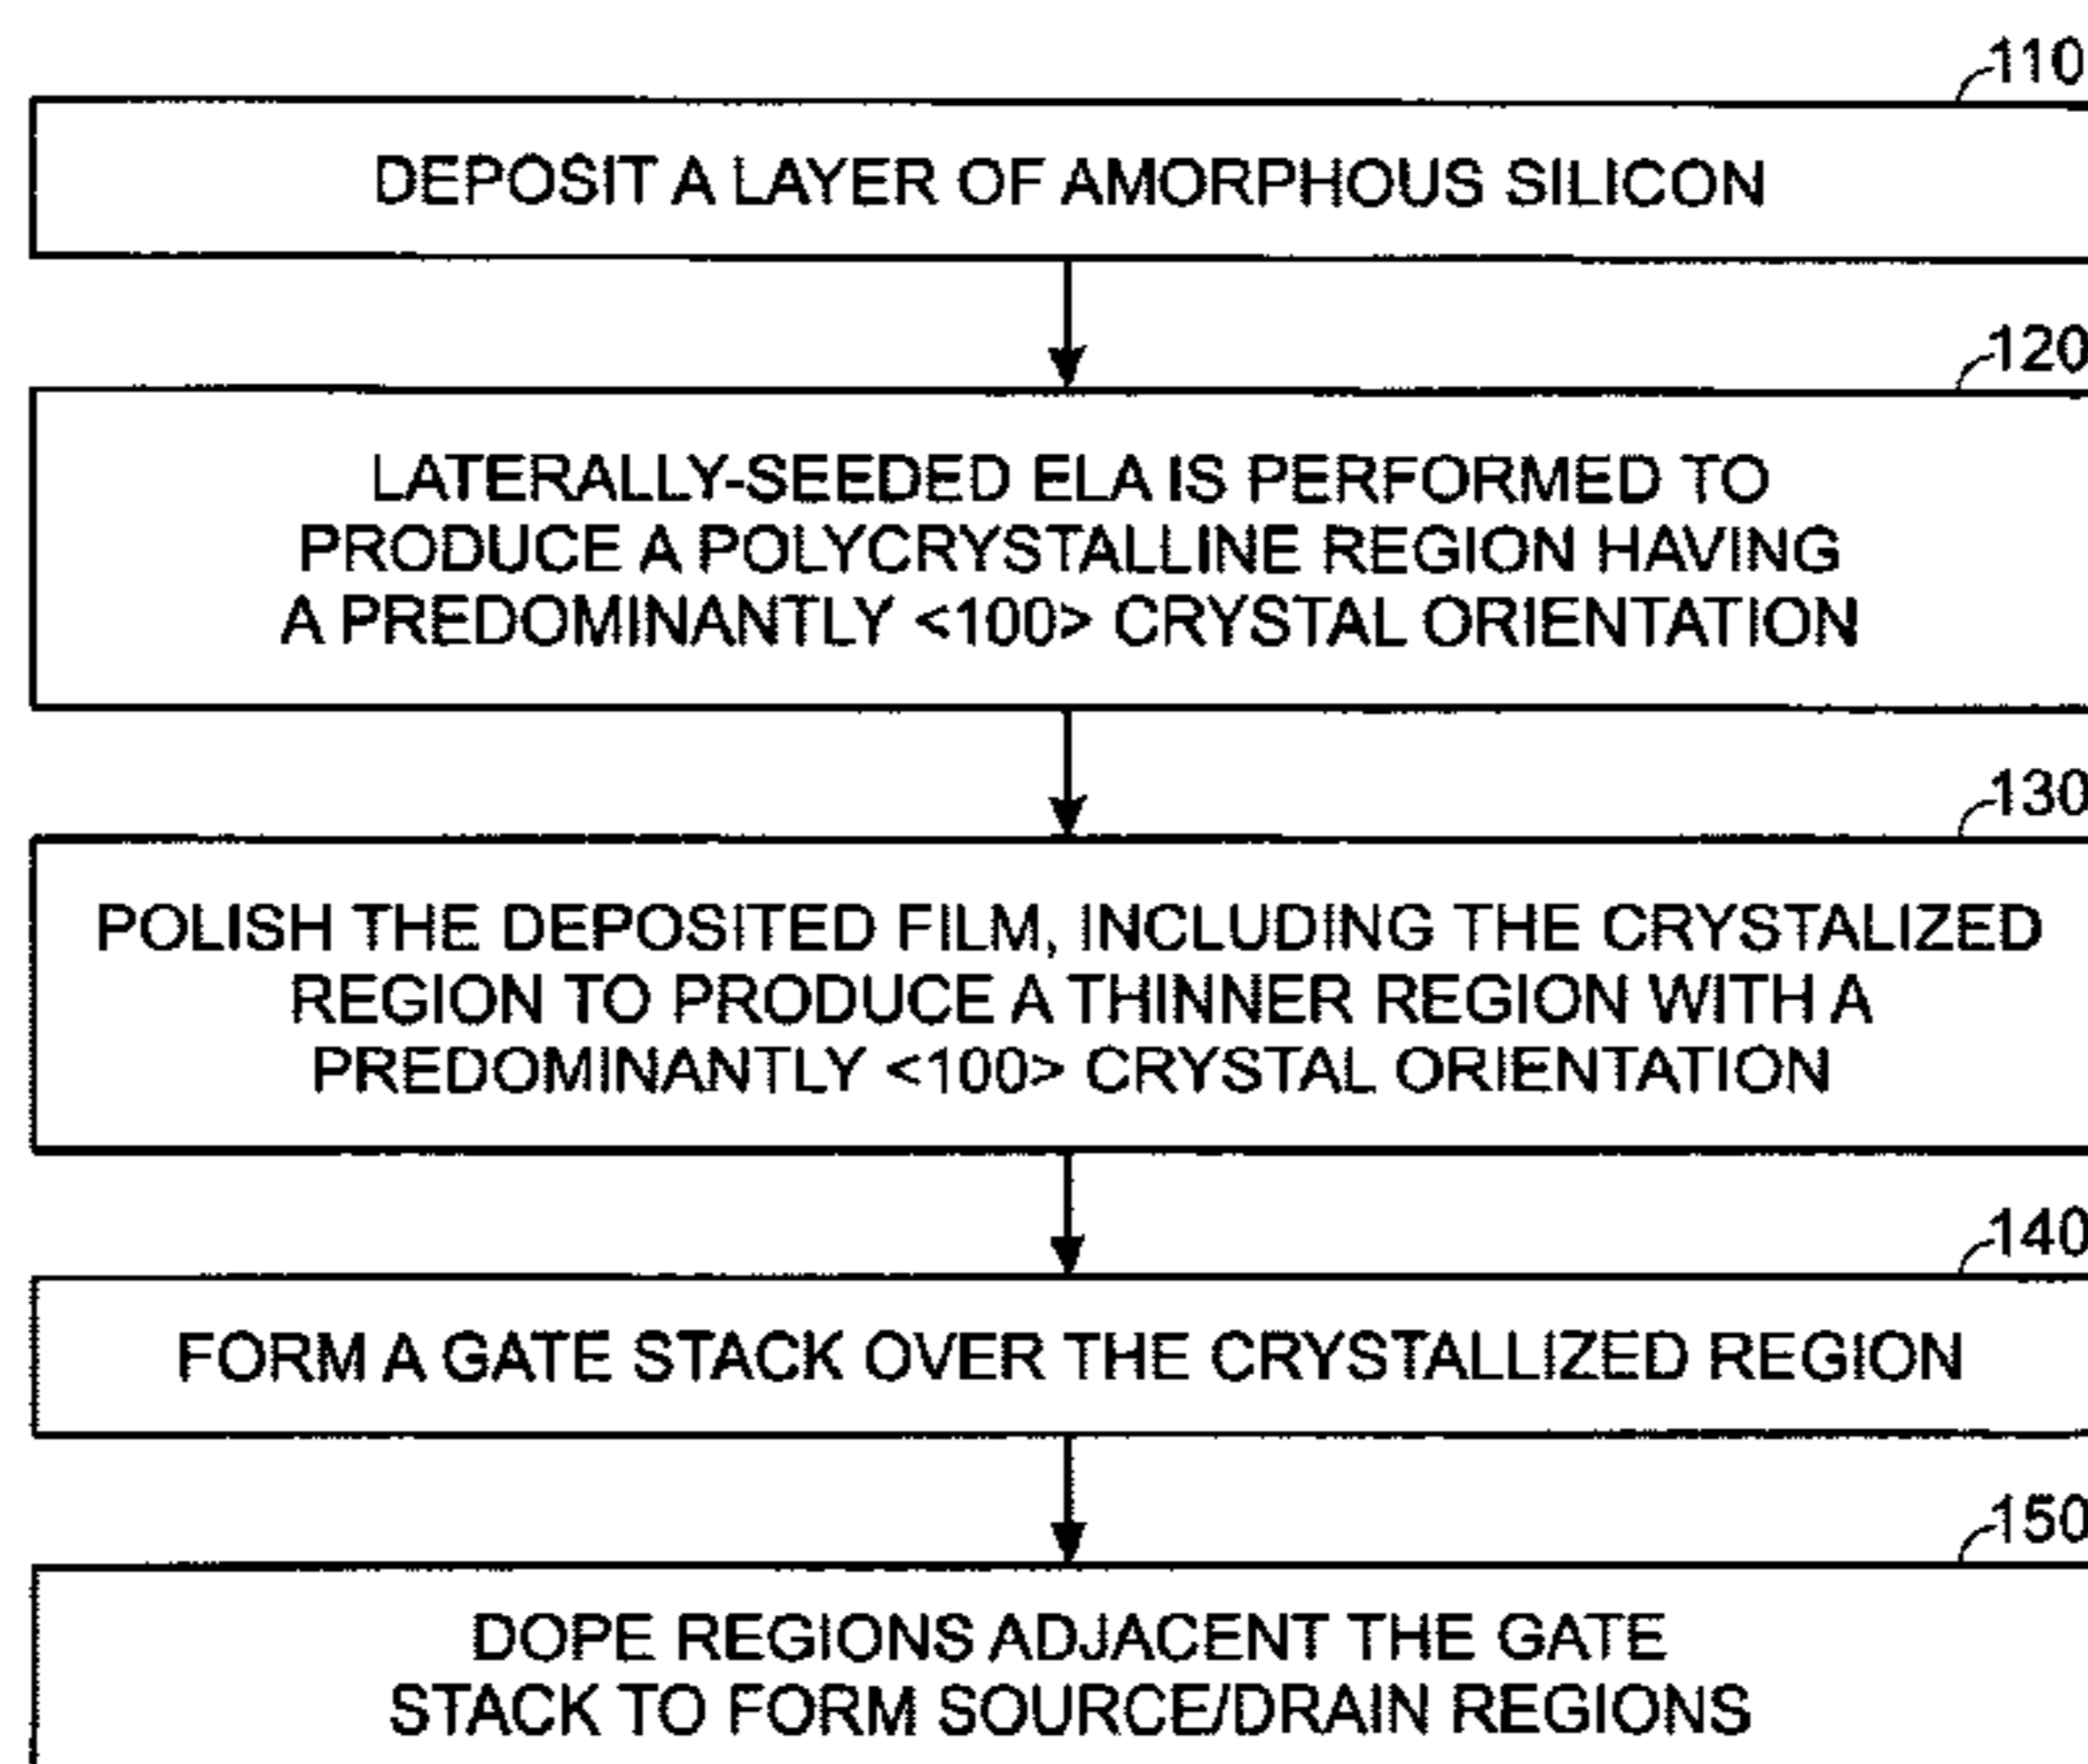 110
DEPOSIT A LAYER OF AMORPHOUS SILICON
120
LATERALLY-SEEDED ELA IS PERFORMED TO
PRODUCE A POLYCRYSTALLINE REGION HAVING
A PREDOMINANTLY <100> CRYSTAL ORIENTATION
130
POLISH THE DEPOSITED FILM, INCLUDING THE CRYSTALIZED
REGION TO PRODUCE A THINNER REGION WITH A
PREDOMINANTLY <100> CRYSTAL ORIENTATION
140
FORM A GATE STACK OVER THE CRYSTALLIZED REGION
150
DOPE REGIONS ADJACENT THE GATE
STACK TO FORM SOURCE/DRAIN REGIONS